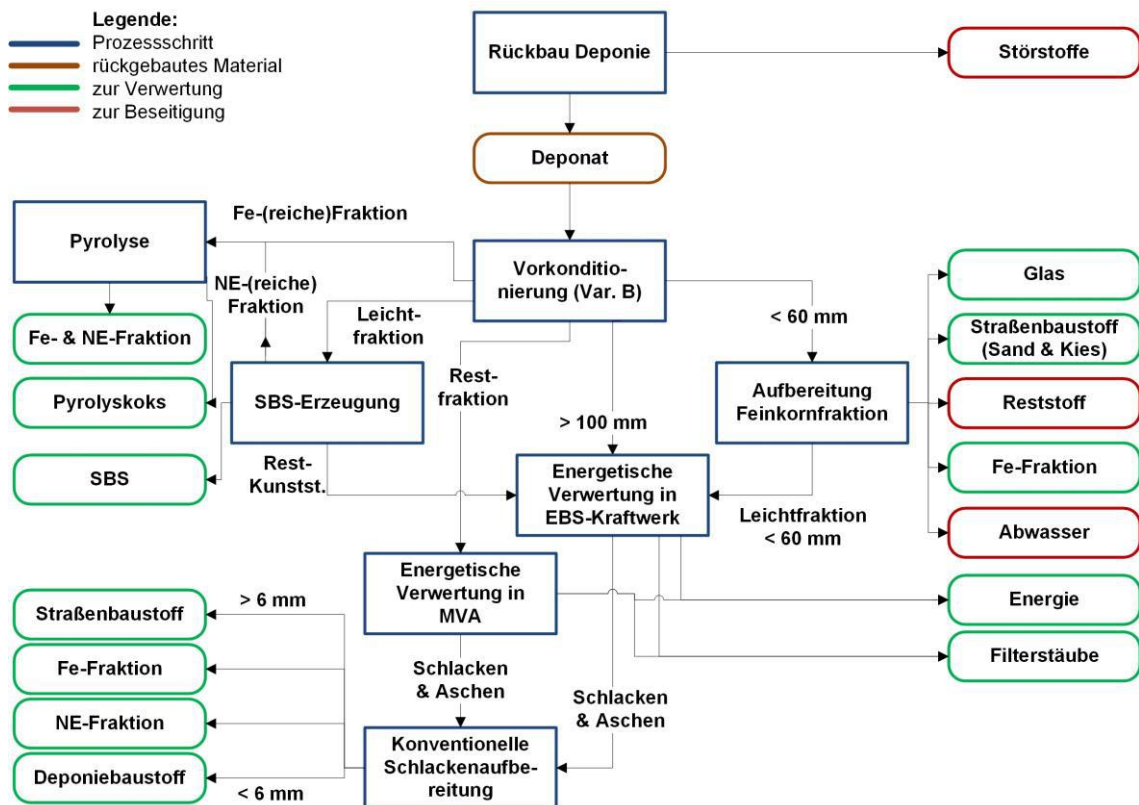 Legende:
Prozessschritt
rückgebautes Material
zur Verwertung
zur Beseitigung
Rückbau Deponie
Störstoffe
Deponat
Fe-(reiche)Fraktion
Pyrolyse
Vorkonditio-
nierung (Var. B)
NE-(reiche)
Fraktion
Leicht-
fraktion
< 60 mm
Glas
Fe- & NE-Fraktion
Straßenbaustoff
(Sand & Kies)
Rest-
fraktion
Pyrolyskoks
SBS-Erzeugung
Aufbereitung
Feinkornfraktion
Reststoff
> 100 mm
SBS
Rest-
Kunstst.
Energetische
Verwertung in
EBS-Kraftwerk
Fe-Fraktion
Leichtfraktion
< 60 mm
Abwasser
Energetische
Verwertung in
MVA
Straßenbaustoff
> 6 mm
Energie
Fe-Fraktion
Filterstäube
Schlacken
& Aschen
Schlacken
& Aschen
NE-Fraktion
Konventionelle
Schlackenaufbe-
reitung
Deponiebaustoff
< 6 mm